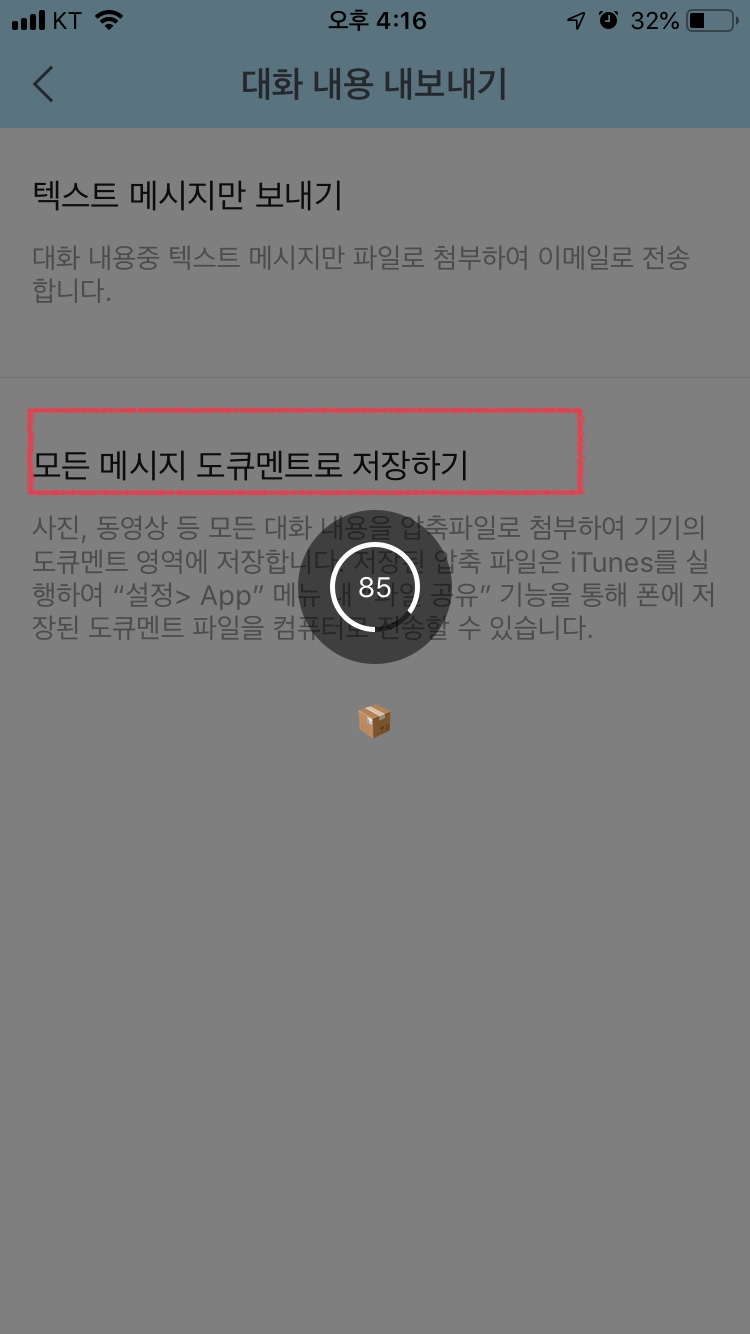 KT 오후 4:16 32%
대화 내용 내보내기
텍스트 메시지만 보내기
대화 내용중 텍스트 메시지만 파일로 첨부하여 이메일로 전송
합니다.
모든 메시지 도큐멘트로 저장하기
사진, 동영상 등 모든 대화 내용을 압축파일로 첨부하여 기기의
도큐멘트 영역에 저장합니다. 저장된 압축 파일은 iTunes를 실
행하여 “설정> App” 메뉴 내 “파일 공유” 기능을 통해 폰에 저
장된 도큐멘트 파일을 컴퓨터로 전송할 수 있습니다.
85